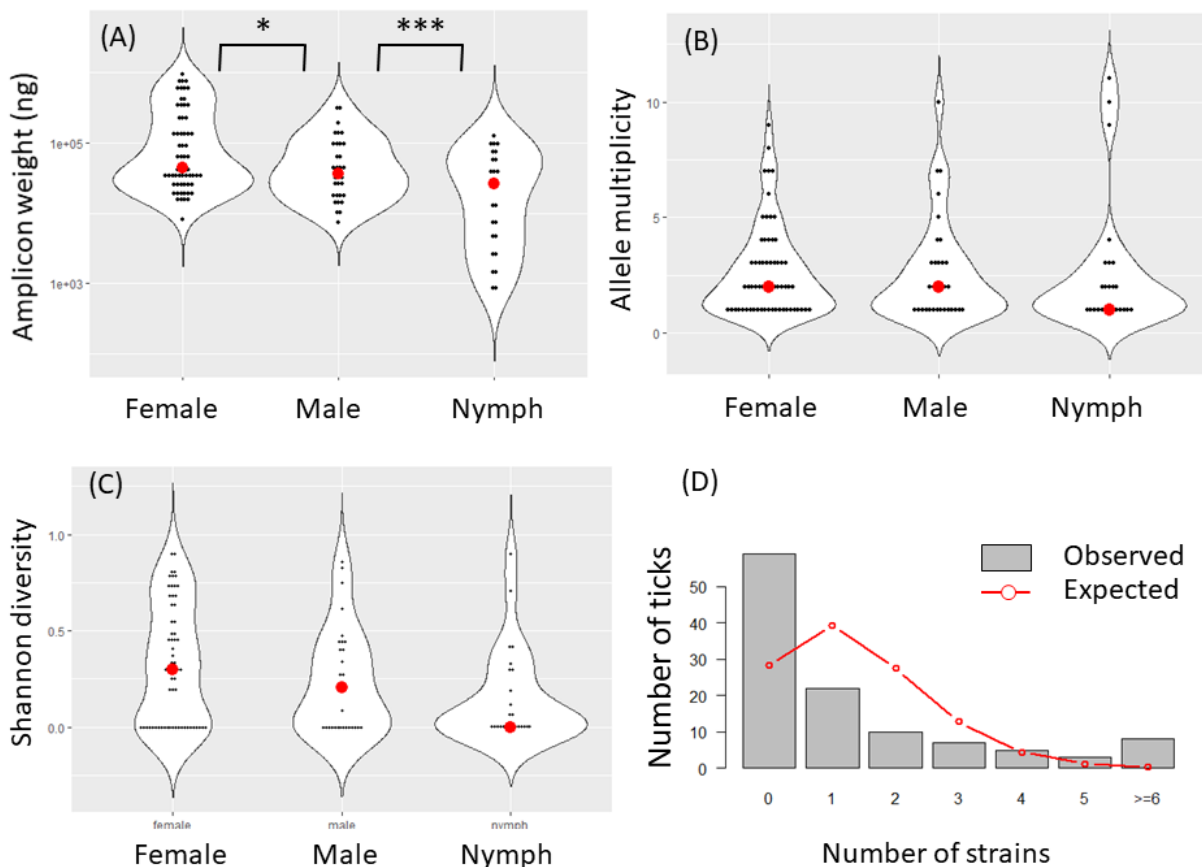 (A)
*
***
Amplicon weight (ng)
1e+05
1e+03
Female Male Nymph
(B)
Allele multiplicity
10
5
0
Female Male Nymph
(C)
Shannon diversity
1.0
0.5
0.0
female male nymph
Female Male Nymph
(D)
Observed
Expected
Number of ticks
50
40
30
20
10
0
0 1 2 3 4 5 >=6
Number of strains